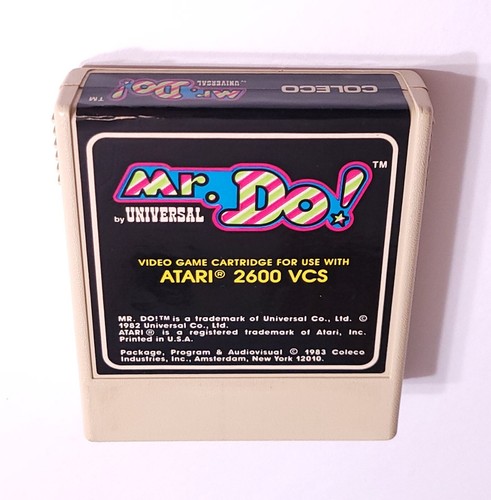 COLECO
Mr. Do!
by UNIVERSAL
TM
Mr. Do! TM
by UNIVERSAL
VIDEO GAME CARTRIDGE FOR USE WITH
ATARI® 2600 VCS
MR. DO!™ is a trademark of Universal Co., Ltd. ©
1982 Universal Co., Ltd.
ATARI® is a registered trademark of Atari, Inc.
Printed in U.S.A.
Package, Program & Audiovisual © 1983 Coleco
Industries, Inc., Amsterdam, New York 12010.